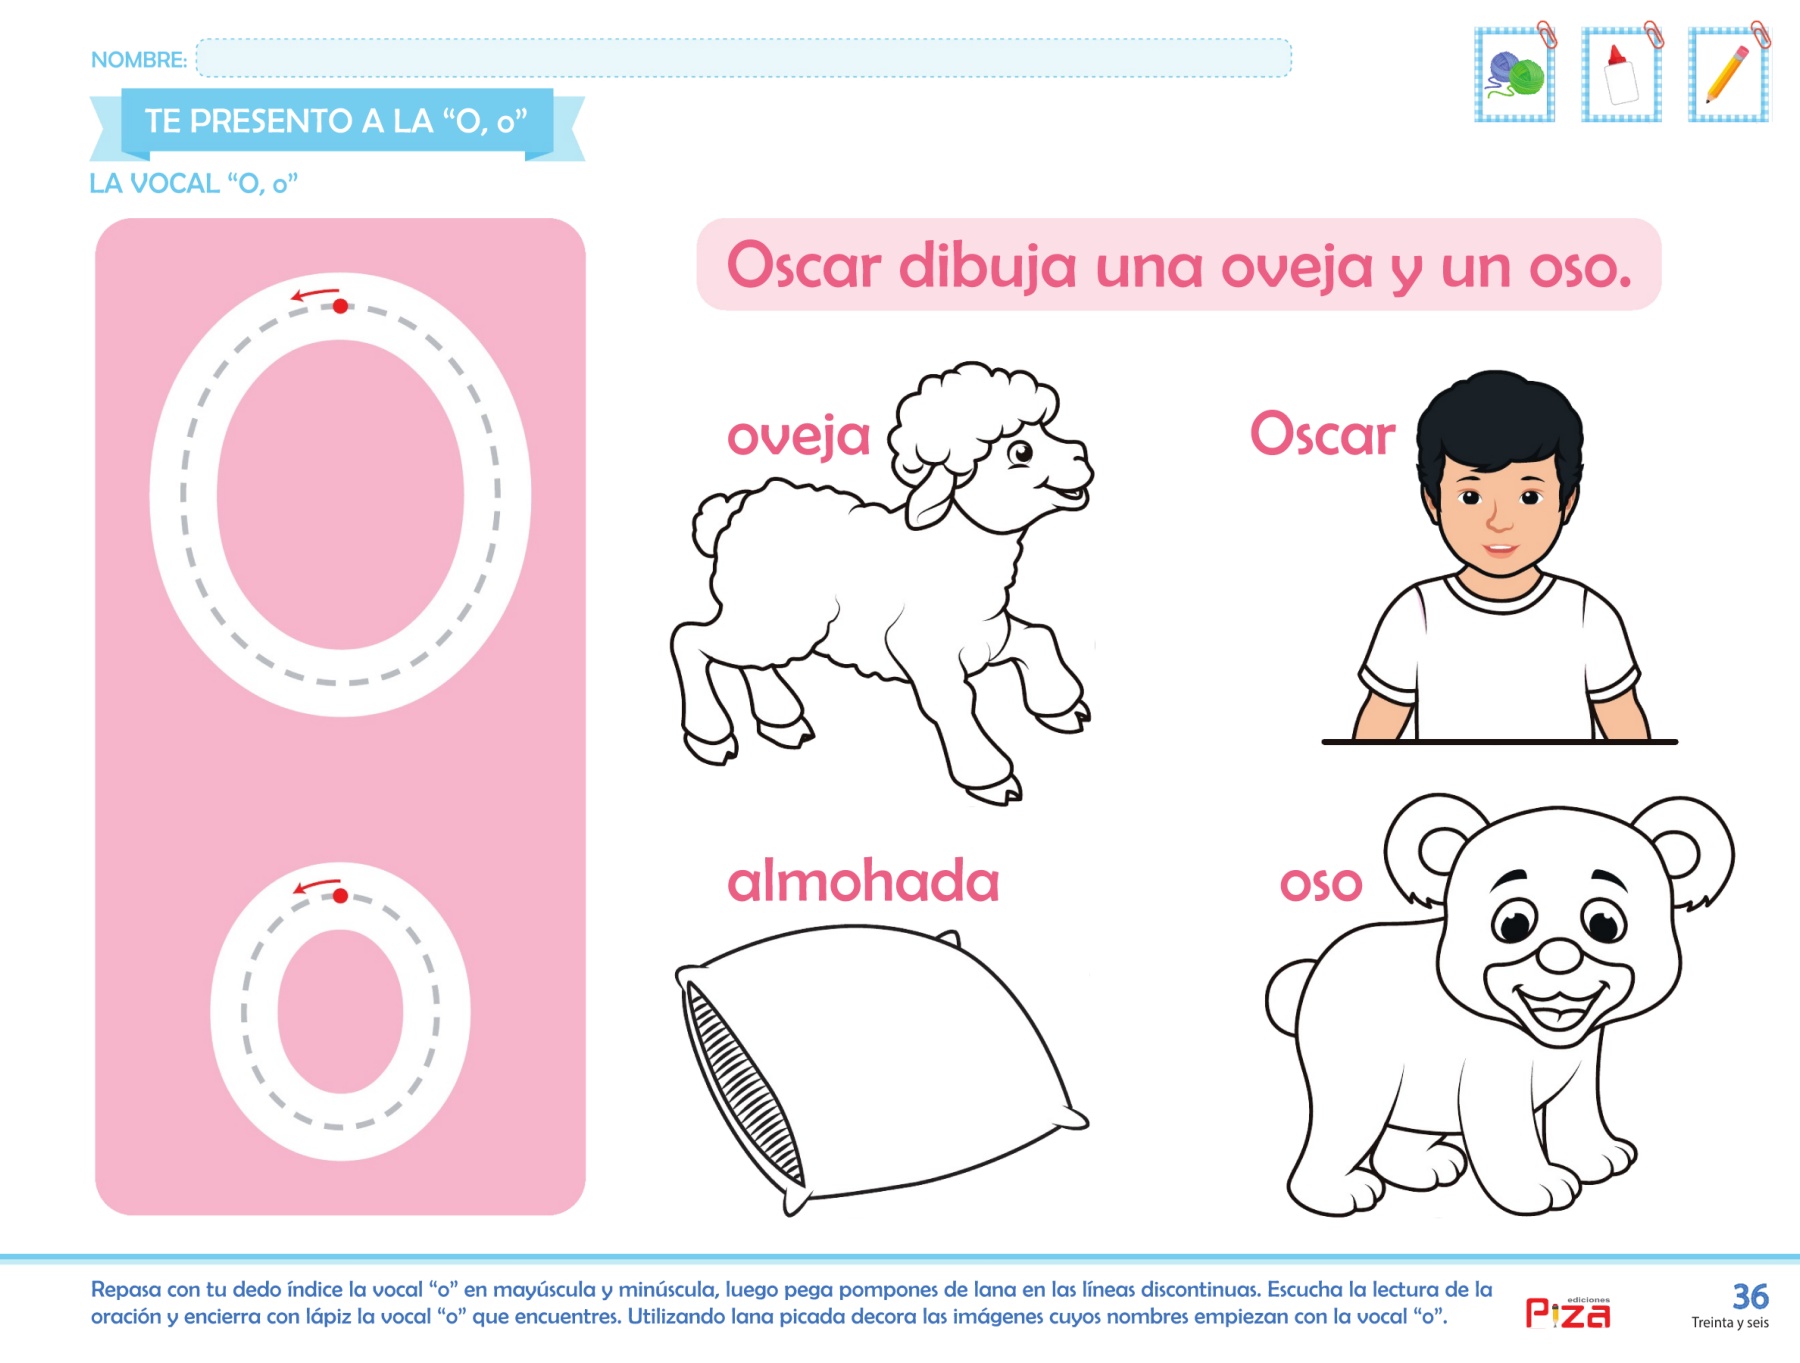 NOMBRE:
TE PRESENTO A LA “O, o”
LA VOCAL “O, o”
O
o
Oscar dibuja una oveja y un oso.
oveja
Oscar
almohada
oso
Repasa con tu dedo índice la vocal “o” en mayúscula y minúscula, luego pega pompones de lana en las líneas discontinuas. Escucha la lectura de la
oración y encierra con lápiz la vocal “o” que encuentres. Utilizando lana picada decora las imágenes cuyos nombres empiezan con la vocal “o”.
ediciones
Piza
36
Treinta y seis